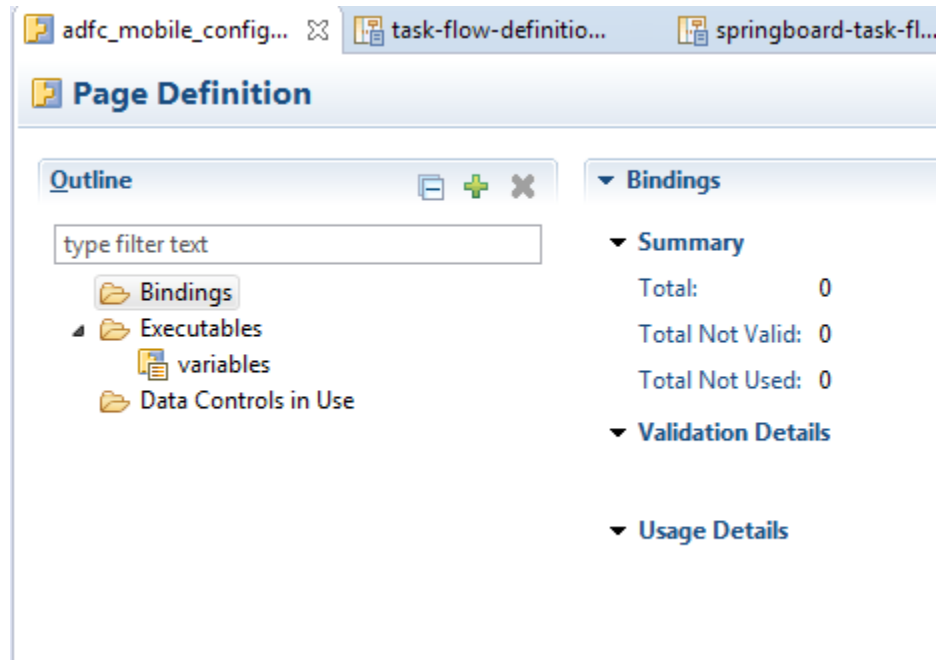 adfc_mobile_config... task-flow-definitio... springboard-task-fl...
Page Definition
Outline
type filter text
Bindings
Executables
variables
Data Controls in Use
Bindings
Summary
Total: 0
Total Not Valid: 0
Total Not Used: 0
Validation Details
Usage Details